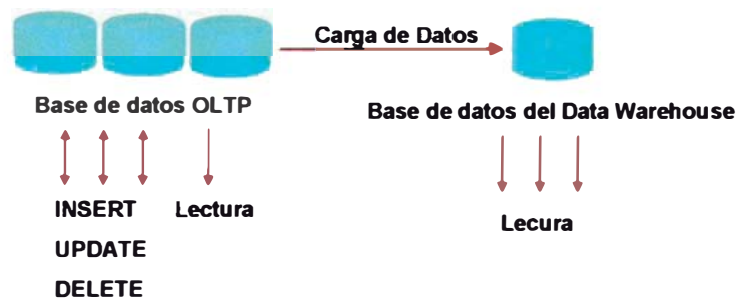 Carga de Datos
Base de datos OLTP
Base de datos del Data Warehouse
INSERT Lectura
UPDATE
DELETE
Lecura